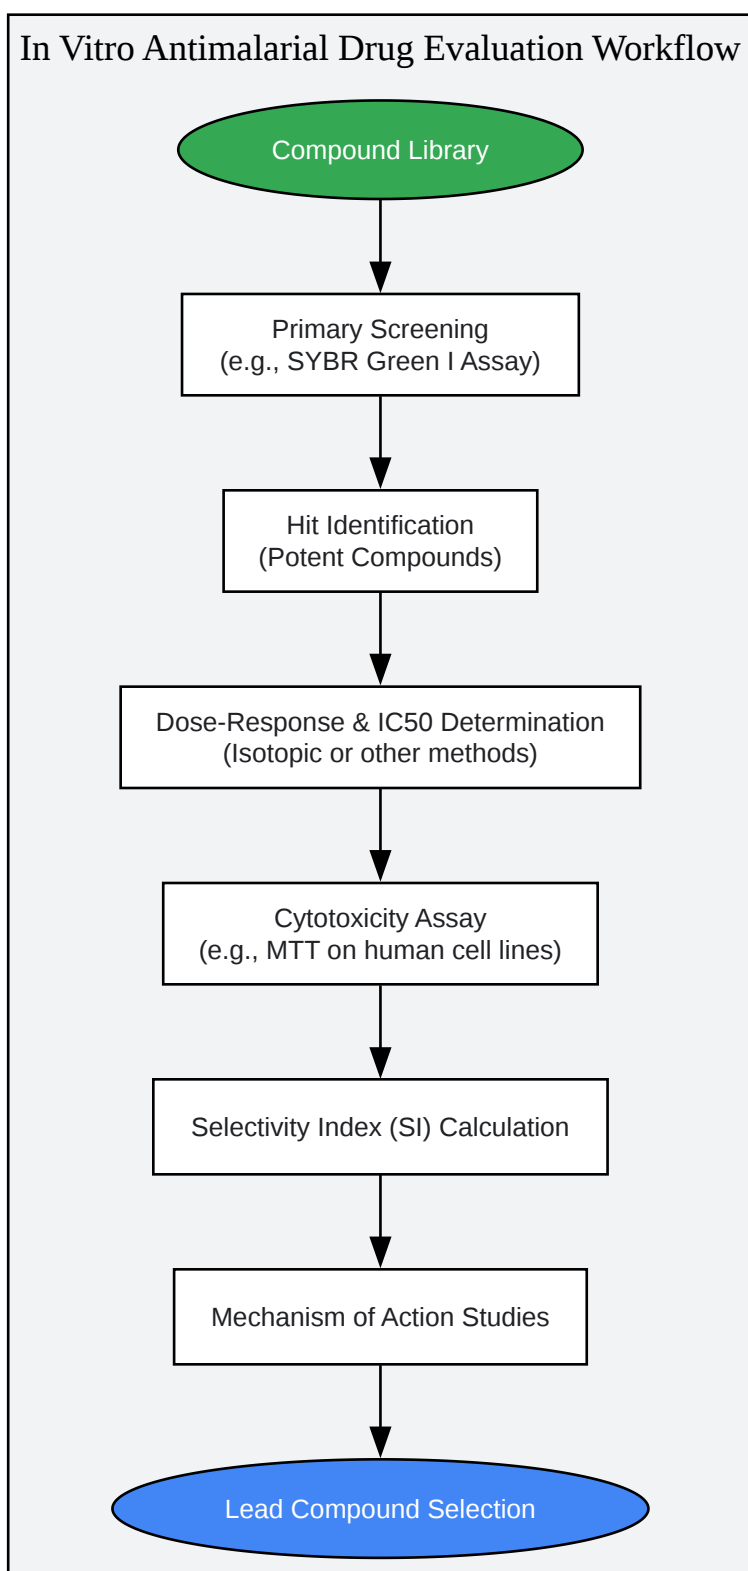 In Vitro Antimalarial Drug Evaluation Workflow
Compound Library
Primary Screening
(e.g., SYBR Green I Assay)
Hit Identification
(Potent Compounds)
Dose-Response & IC50 Determination
(Isotopic or other methods)
Cytotoxicity Assay
(e.g., MTT on human cell lines)
Selectivity Index (SI) Calculation
Mechanism of Action Studies
Lead Compound Selection